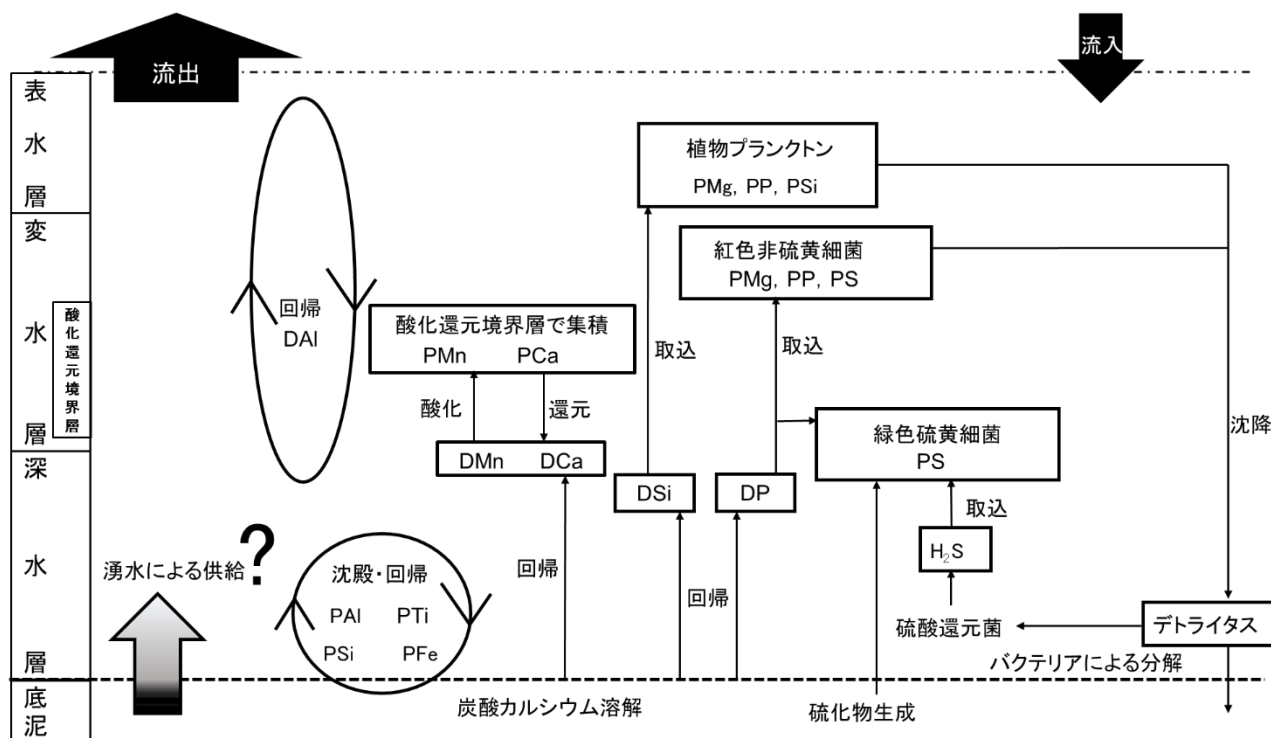 流出
流入
表
水
層
変
水
層
深
水
層
底
泥
酸化還元境界層
植物プランクトン
PMg, PP, PSi
紅色非硫黄細菌
PMg, PP, PS
回帰
DAl
酸化還元境界層で集積
PMn PCa
取込
取込
酸化
還元
緑色硫黄細菌
PS
沈降
DMn DCa
DSi
DP
取込
H₂S
湧水による供給?
沈殿・回帰
PAl PTi
PSi PFe
回帰
回帰
硫酸還元菌
デトライタス
バクテリアによる分解
炭酸カルシウム溶解
硫化物生成